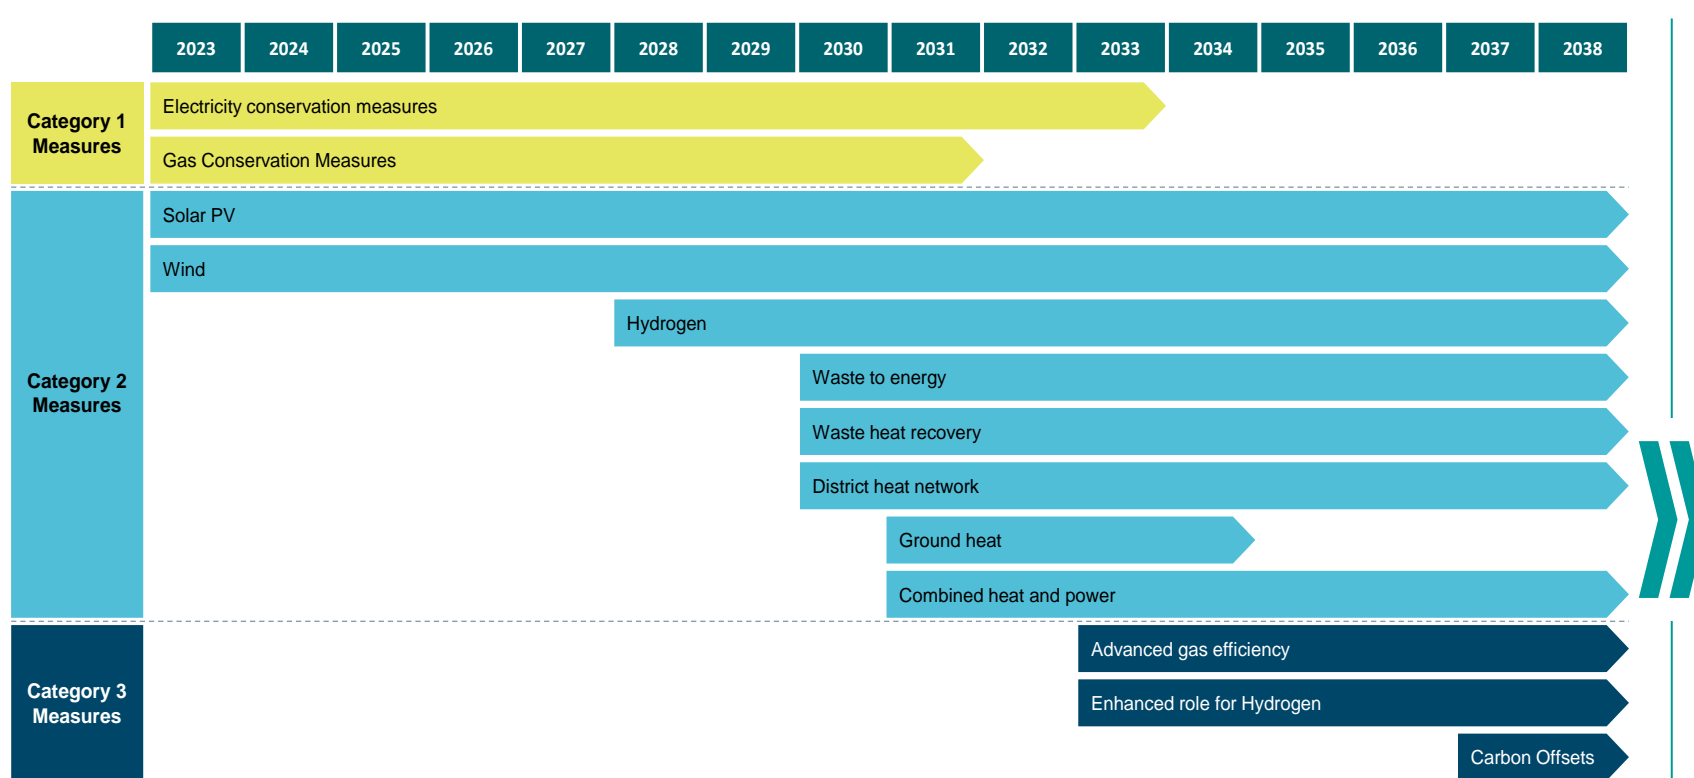 2023 2024 2025 2026 2027 2028 2029 2030 2031 2032 2033 2034 2035 2036 2037 2038
Category 1
Measures
Electricity conservation measures
Gas Conservation Measures
Category 2
Measures
Solar PV
Wind
Hydrogen
Waste to energy
Waste heat recovery
District heat network
Ground heat
Combined heat and power
Category 3
Measures
Advanced gas efficiency
Enhanced role for Hydrogen
Carbon Offsets